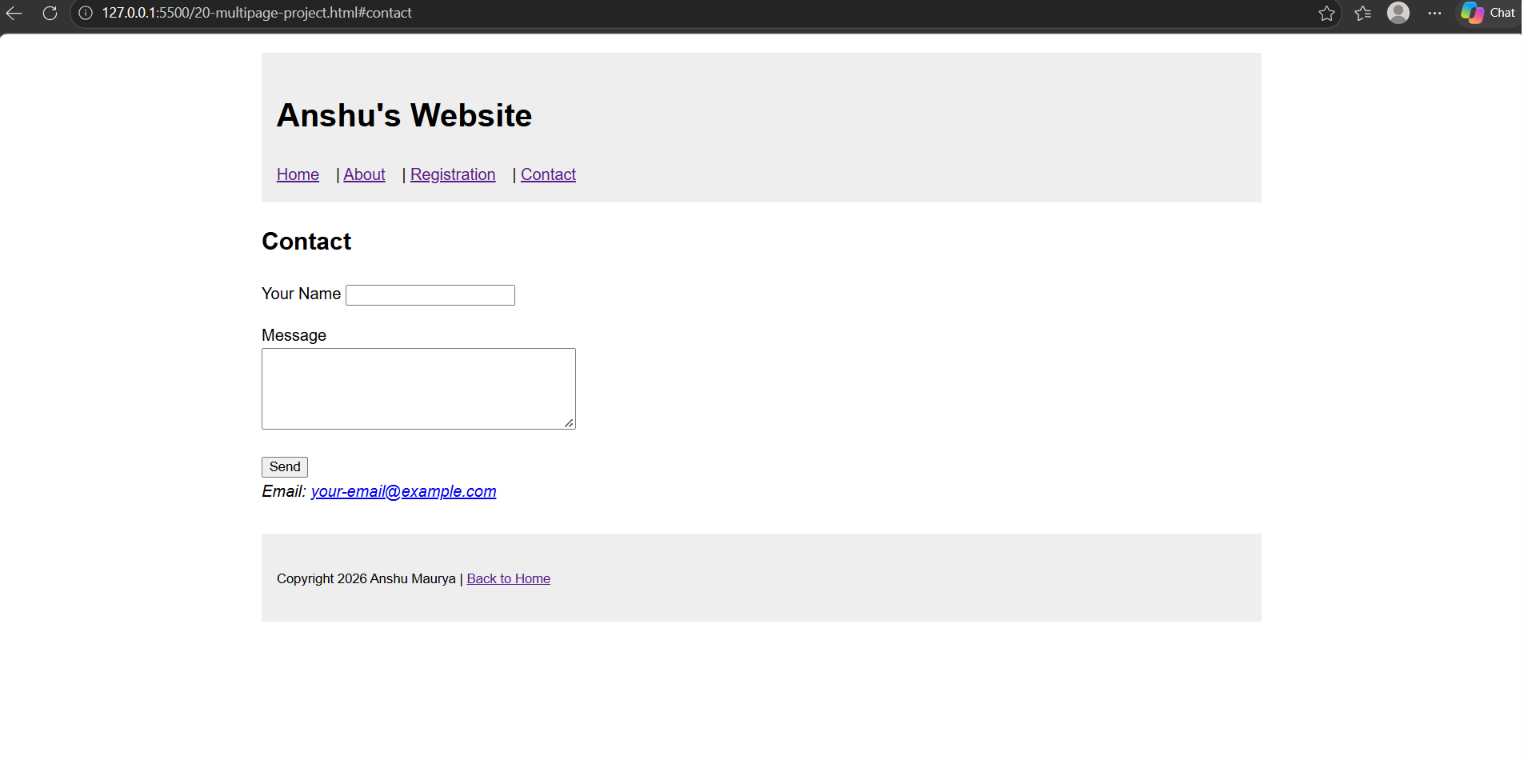 127.0.0.1:5500/20-multipage-project.html#contact
Chat
Anshu's Website
Home | About | Registration | Contact
Contact
Your Name
Message
Send
Email: your-email@example.com
Copyright 2026 Anshu Maurya | Back to Home